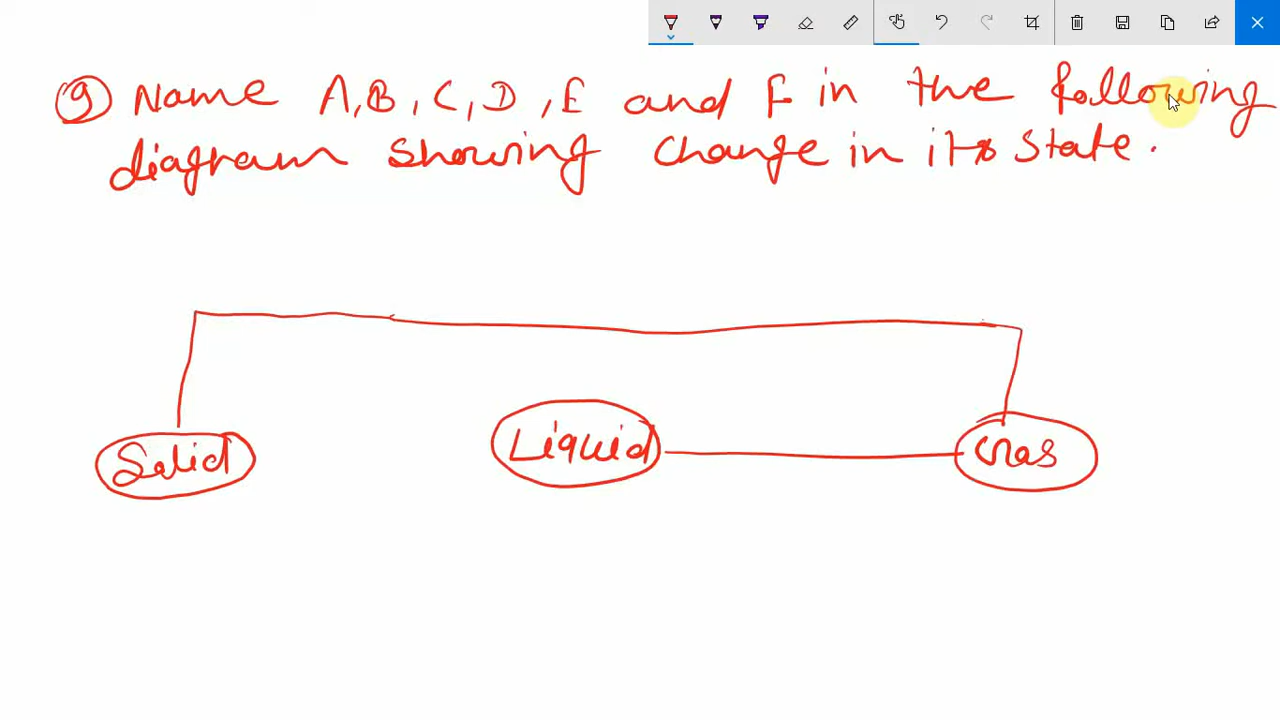 9) Name A, B, C, D, E and F in the following
diagram showing change in its state.
Solid
Liquid
Gas